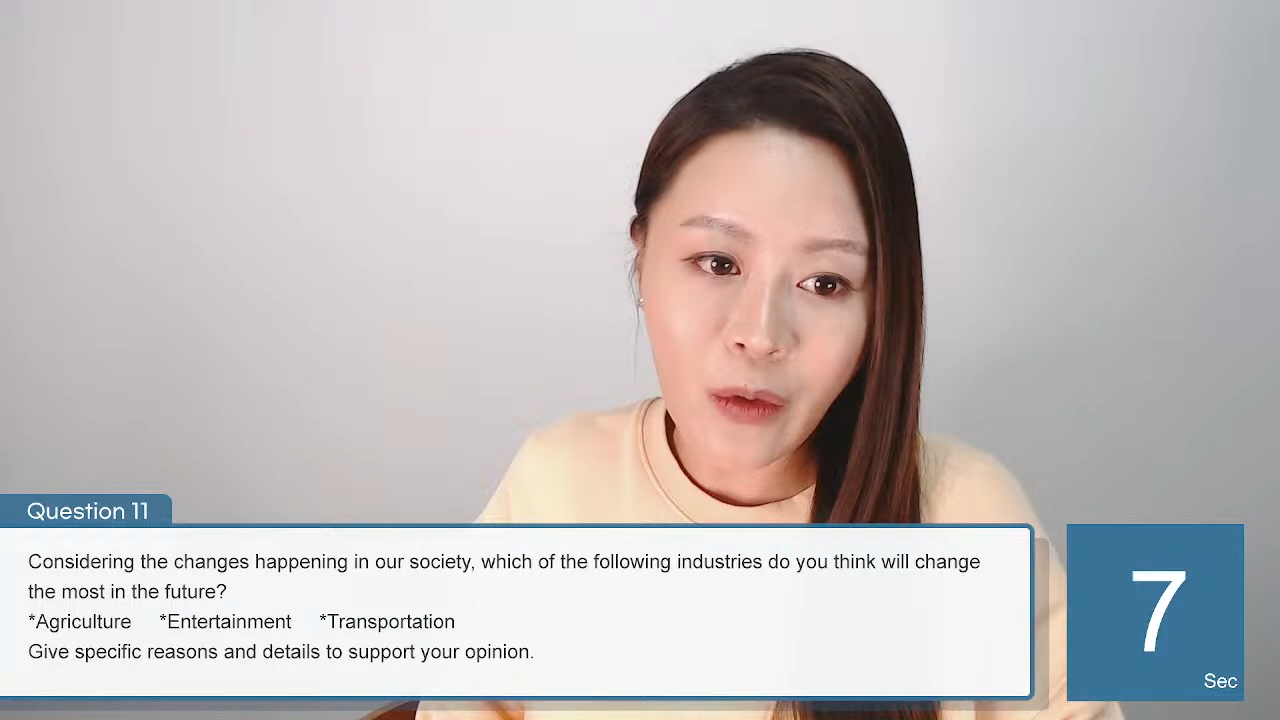 Question 11
Considering the changes happening in our society, which of the following industries do you think will change
the most in the future?
*Agriculture *Entertainment *Transportation
Give specific reasons and details to support your opinion.
7
Sec